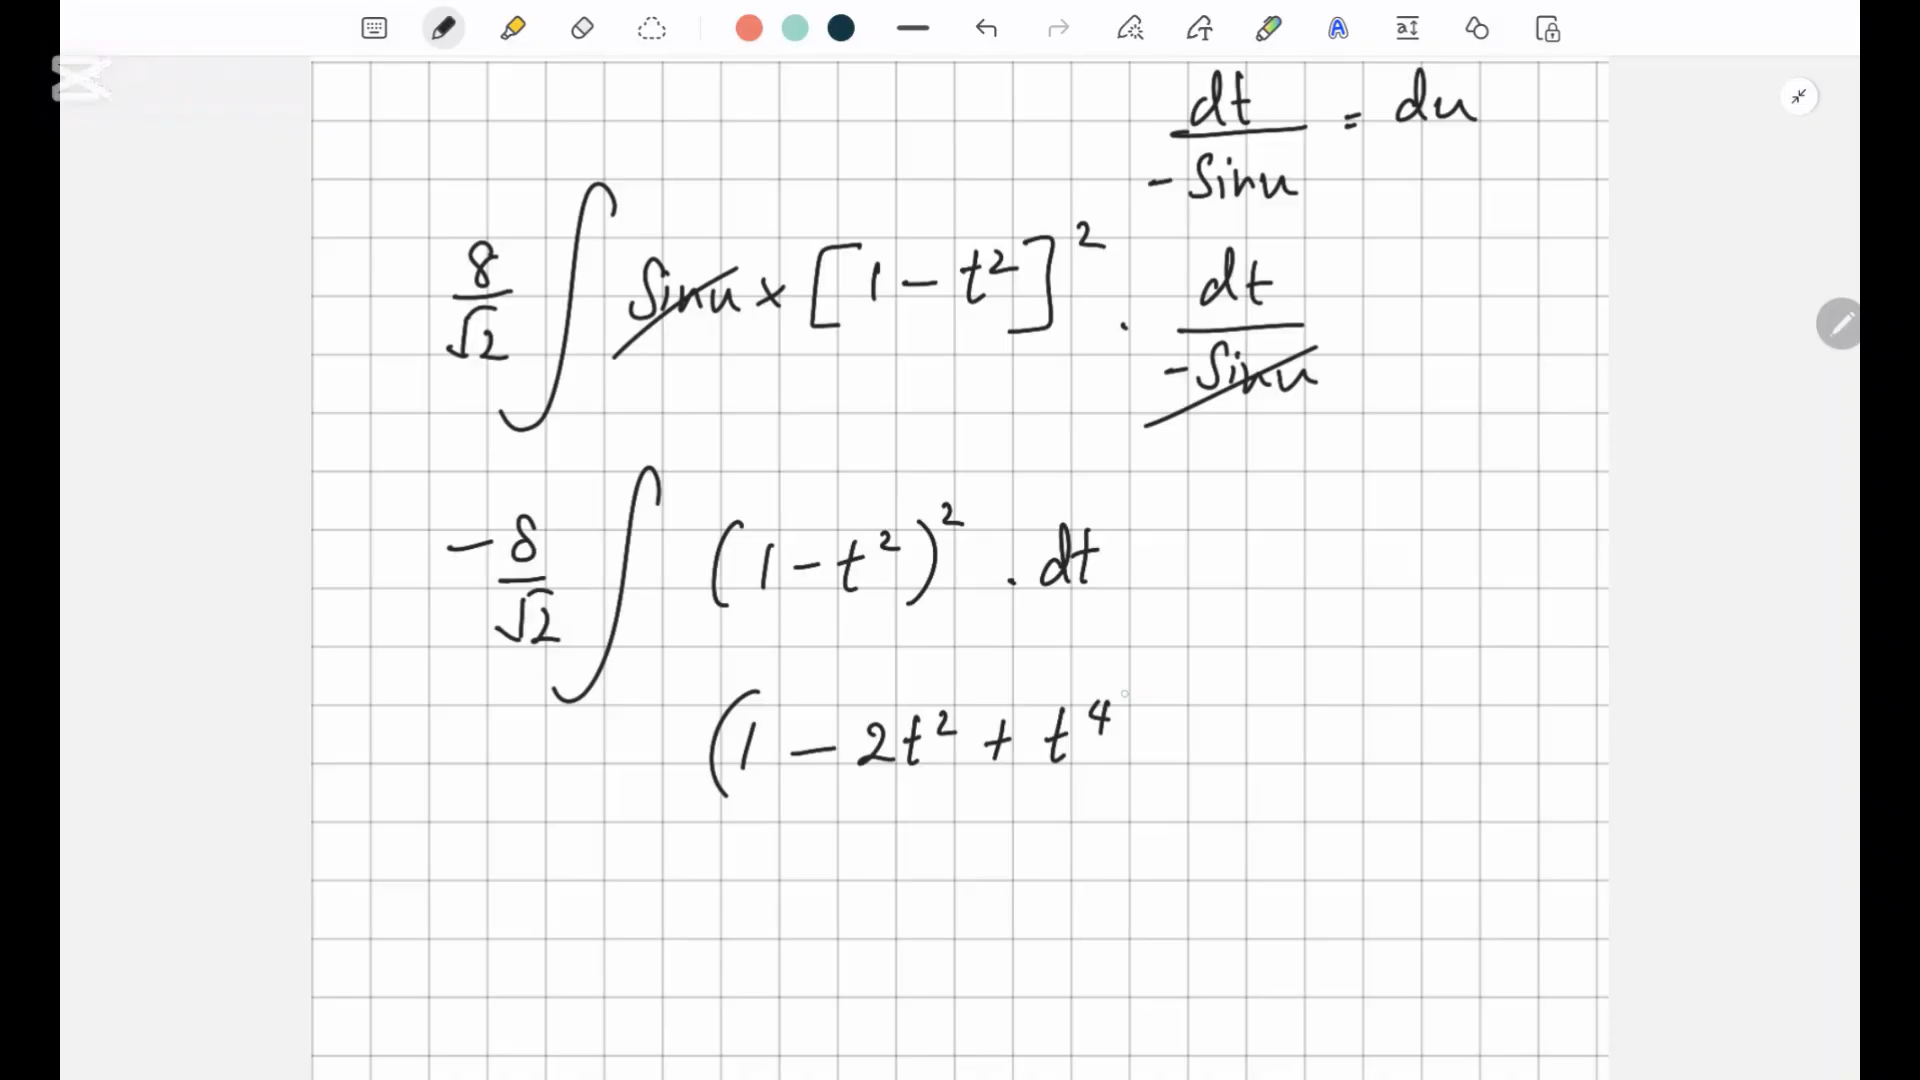 dt/-Sinu = du
8/√2 ∫ Sinu x [1 - t²]² . dt/-Sinu
-8/√2 ∫ (1 - t²)² . dt
(1 - 2t² + t⁴